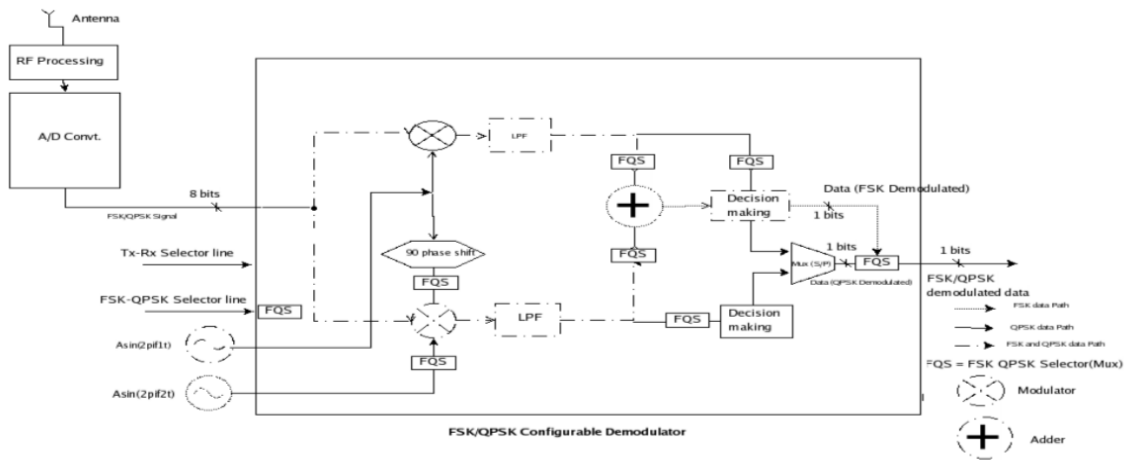 Antenna
RF Processing
A/D Convt.
8 bits
FSK/QPSK Signal
Tx-Rx Selector line
FSK-QPSK Selector line
FQS
Asin(2pif1t)
Asin(2pif2t)
LPF
90 phase shift
FQS
LPF
FQS
FQS
FQS
FQS
Decision
making
Data (FSK Demodulated)
1 bits
Mux (S/P)
1 bits
FQS
Data (QPSK Demodulated)
FQS
Decision
making
1 bits
FSK/QPSK
demodulated data
FSK data Path
QPSK data Path
FSK and QPSK data Path
FQS = FSK QPSK Selector(Mux)
Modulator
Adder
FSK/QPSK Configurable Demodulator